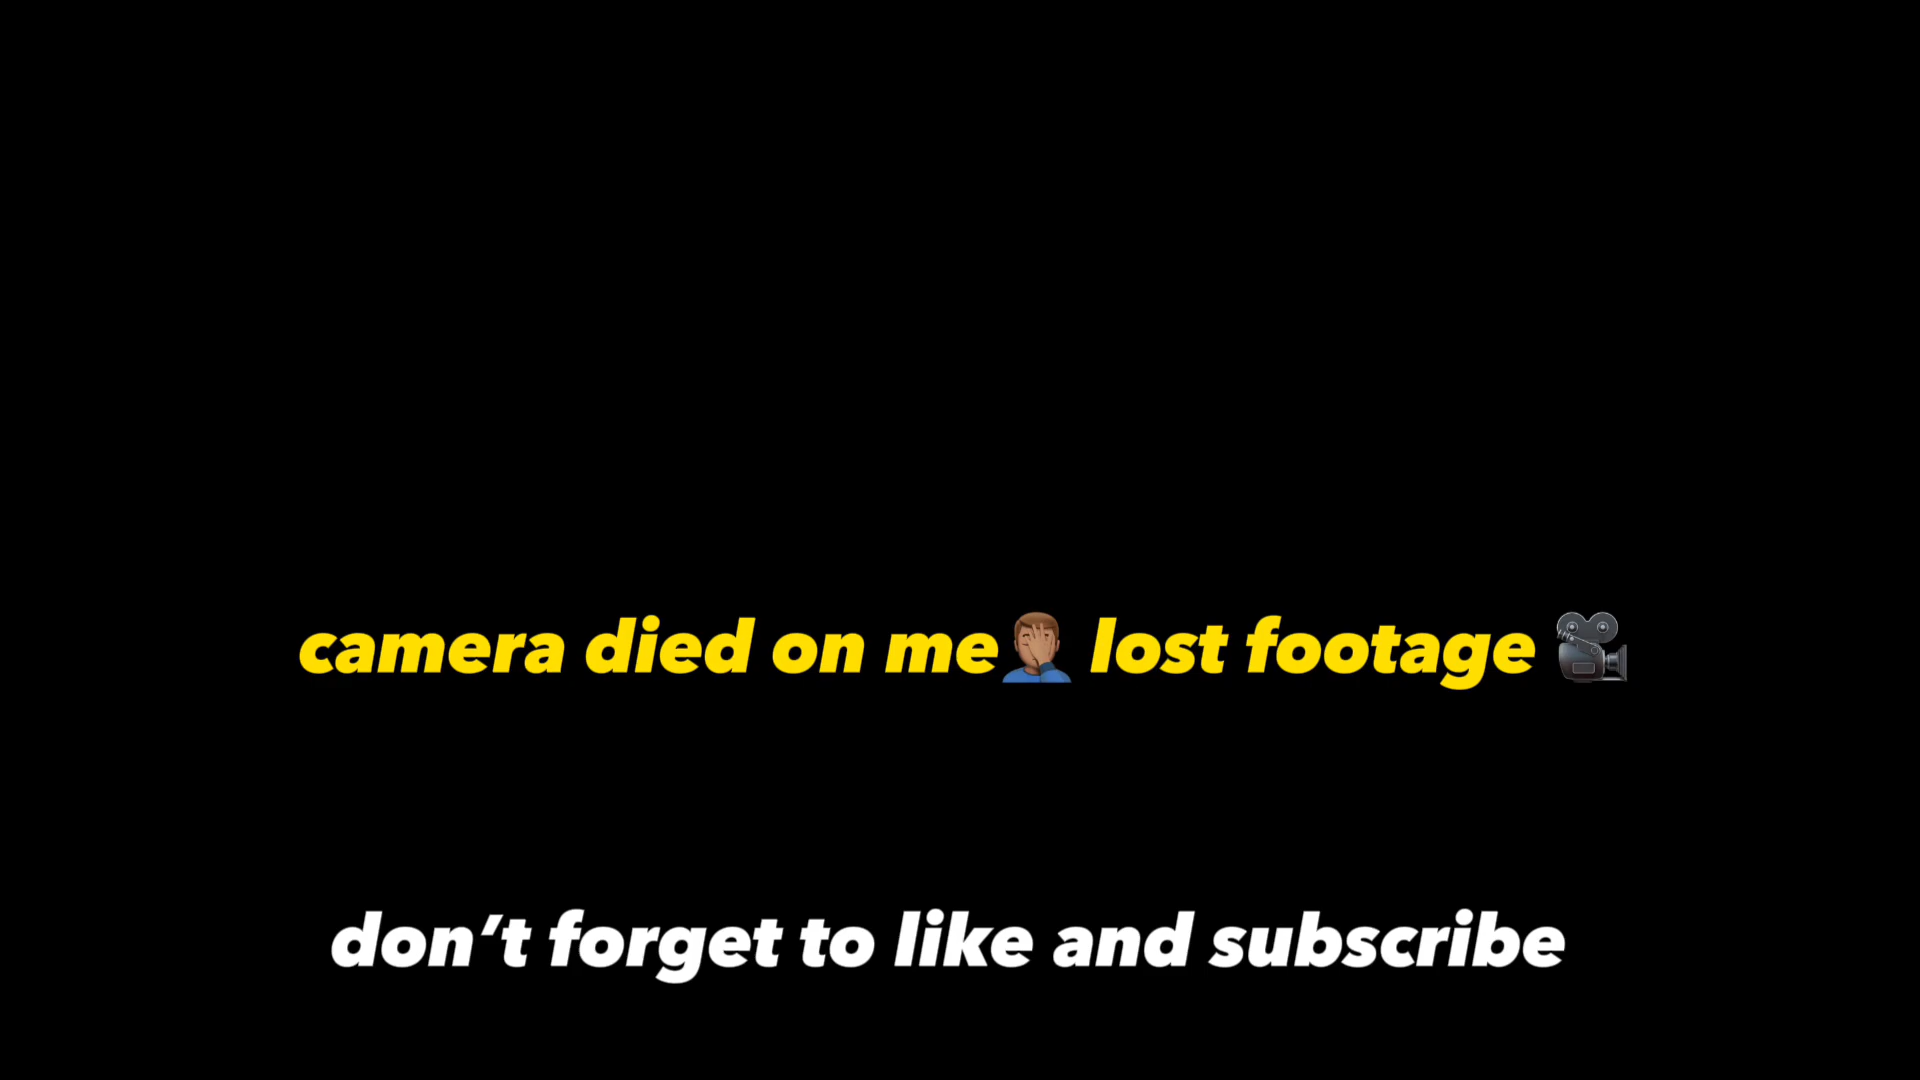 camera died on me🤦🏽‍♂️ lost footage 🎥
don’t forget to like and subscribe